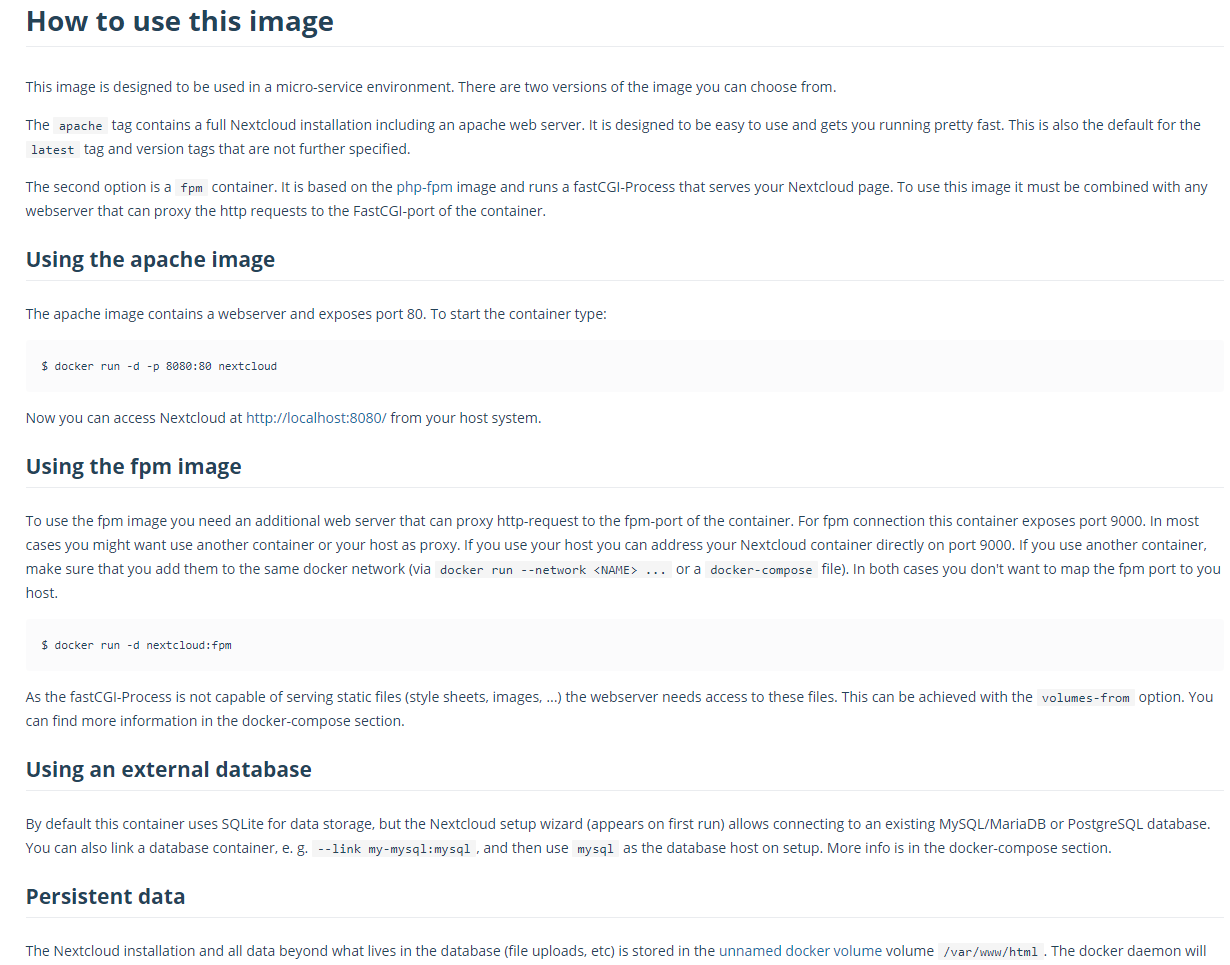 How to use this image
This image is designed to be used in a micro-service environment. There are two versions of the image you can choose from.
The apache tag contains a full Nextcloud installation including an apache web server. It is designed to be easy to use and gets you running pretty fast. This is also the default for the
latest tag and version tags that are not further specified.
The second option is a fpm container. It is based on the php-fpm image and runs a fastCGI-Process that serves your Nextcloud page. To use this image it must be combined with any
webserver that can proxy the http requests to the FastCGI-port of the container.
Using the apache image
The apache image contains a webserver and exposes port 80. To start the container type:
$ docker run -d -p 8080:80 nextcloud
Now you can access Nextcloud at http://localhost:8080/ from your host system.
Using the fpm image
To use the fpm image you need an additional web server that can proxy http-request to the fpm-port of the container. For fpm connection this container exposes port 9000. In most
cases you might want use another container or your host as proxy. If you use your host you can address your Nextcloud container directly on port 9000. If you use another container,
make sure that you add them to the same docker network (via docker run --network <NAME> ... or a docker-compose file). In both cases you don't want to map the fpm port to you
host.
$ docker run -d nextcloud:fpm
As the fastCGI-Process is not capable of serving static files (style sheets, images, ...) the webserver needs access to these files. This can be achieved with the volumes-from option. You
can find more information in the docker-compose section.
Using an external database
By default this container uses SQLite for data storage, but the Nextcloud setup wizard (appears on first run) allows connecting to an existing MySQL/MariaDB or PostgreSQL database.
You can also link a database container, e. g. --link my-mysql:mysql , and then use mysql as the database host on setup. More info is in the docker-compose section.
Persistent data
The Nextcloud installation and all data beyond what lives in the database (file uploads, etc) is stored in the unnamed docker volume volume /var/www/html . The docker daemon will